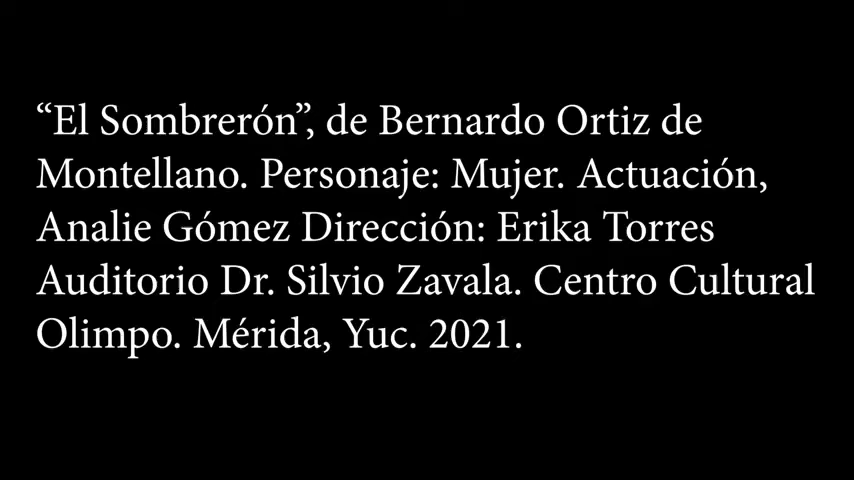 “El Sombrerón”, de Bernardo Ortiz de
Montellano. Personaje: Mujer. Actuación,
Analie Gómez Dirección: Erika Torres
Auditorio Dr. Silvio Zavala. Centro Cultural
Olimpo. Mérida, Yuc. 2021.